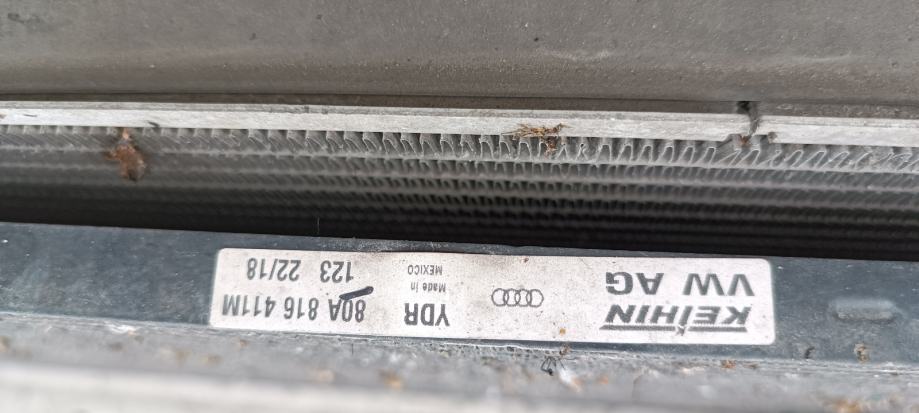 KEIHIN
VW AG
YDR
Made in
MEXICO
80A 816 411M
123 22/18